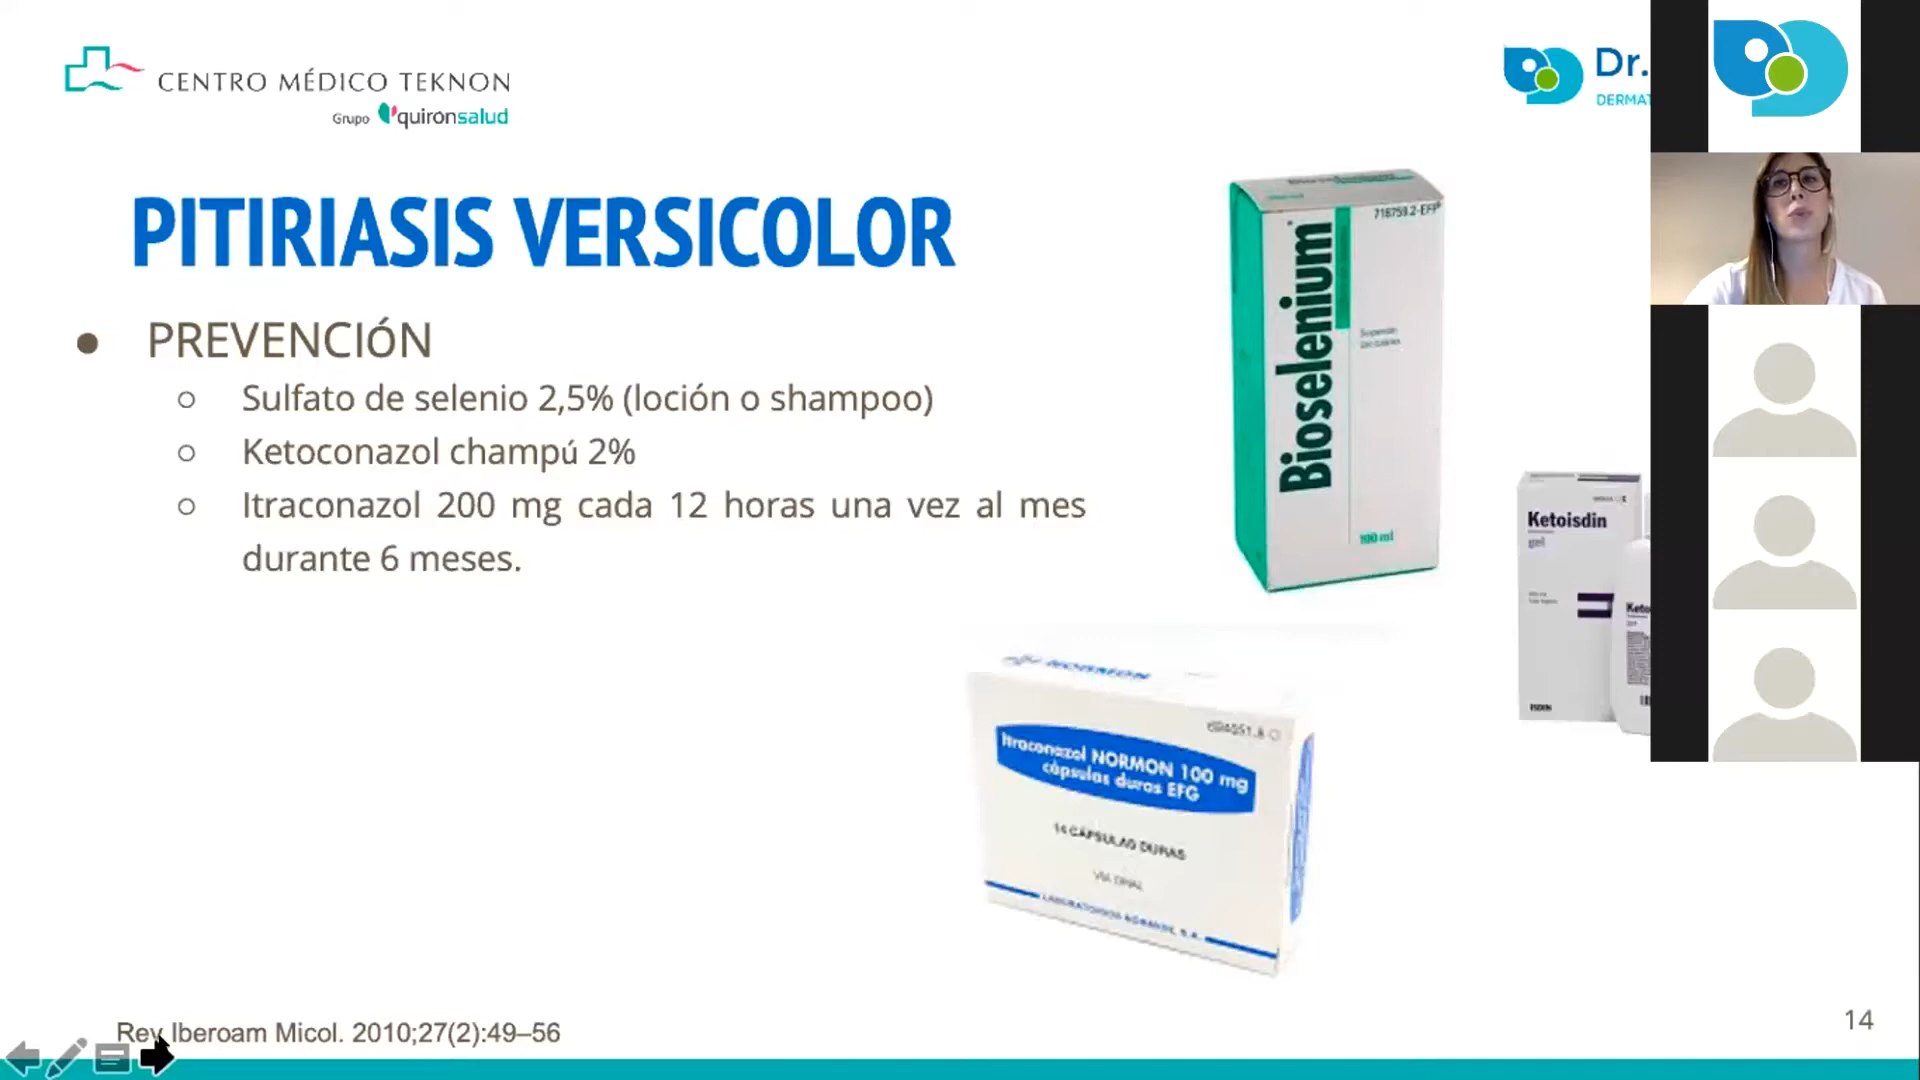 CENTRO MÉDICO TEKNON
Grupo quirónsalud
Dr.
DERMAT
PITIRIASIS VERSICOLOR
PREVENCIÓN
Sulfato de selenio 2,5% (loción o shampoo)
Ketoconazol champú 2%
Itraconazol 200 mg cada 12 horas una vez al mes
durante 6 meses.
718759.2-EFP
Bioselenium
Suspensión
100 ml
Ketoisdin
gel
Keto
ISDIN
NORMON
Itraconazol NORMON 100 mg
cápsulas duras EFG
14 CÁPSULAS DURAS
VÍA ORAL
LABORATORIOS NORMON, S.A.
Rev Iberoam Micol. 2010;27(2):49–56
14